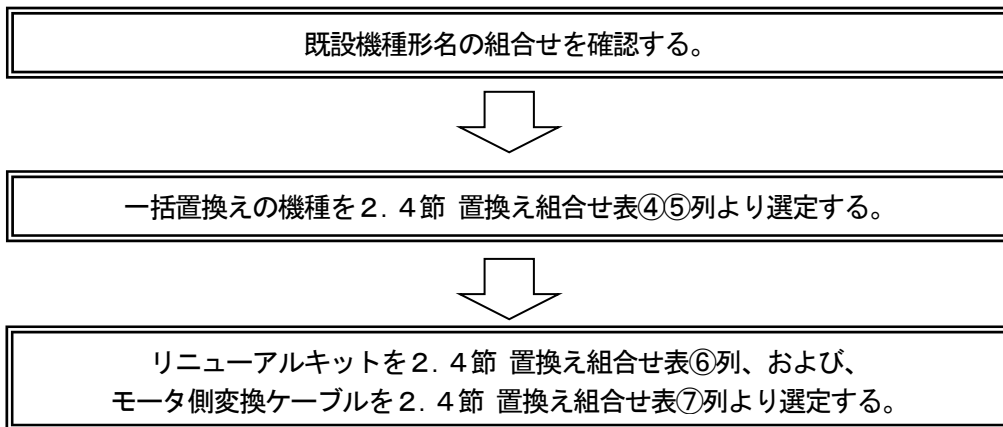 既設機種形名の組合せを確認する。
一括置換えの機種を2.4節 置換え組合せ表④⑤列より選定する。
リニューアルキットを2.4節 置換え組合せ表⑥列、および、
モータ側変換ケーブルを2.4節 置換え組合せ表⑦列より選定する。